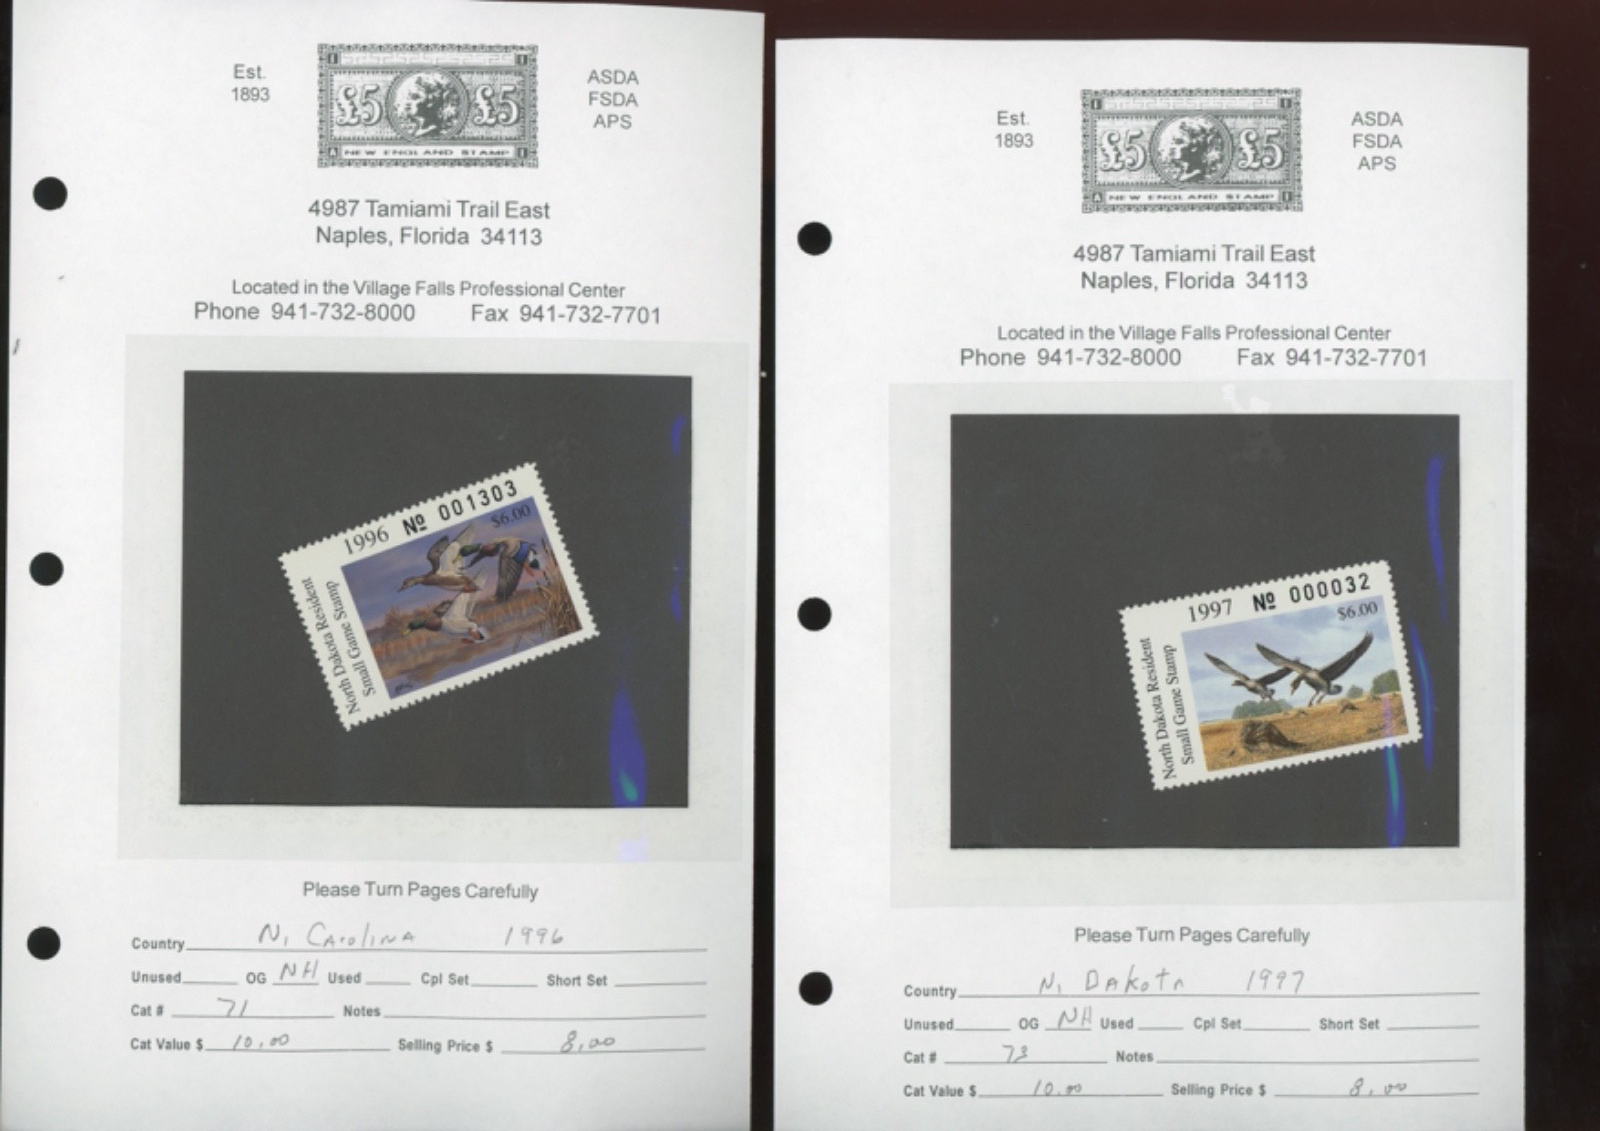 Est.
1893
£5 £5
A NEW ENGLAND STAMP 1
ASDA
FSDA
APS
4987 Tamiami Trail East
Naples, Florida 34113
Located in the Village Falls Professional Center
Phone 941-732-8000 Fax 941-732-7701
1996 № 001303
$6.00
North Dakota Resident
Small Game Stamp
Please Turn Pages Carefully
Country N. Carolina 1996
Unused OG NH Used Cpl Set Short Set
Cat # 71 Notes
Cat Value $ 10.00 Selling Price $ 8.00
Est.
1893
£5 £5
A NEW ENGLAND STAMP 1
ASDA
FSDA
APS
4987 Tamiami Trail East
Naples, Florida 34113
Located in the Village Falls Professional Center
Phone 941-732-8000 Fax 941-732-7701
1997 № 000032
$6.00
North Dakota Resident
Small Game Stamp
Please Turn Pages Carefully
Country N. Dakota 1997
Unused OG NH Used Cpl Set Short Set
Cat # 73 Notes
Cat Value $ 10.00 Selling Price $ 8.00